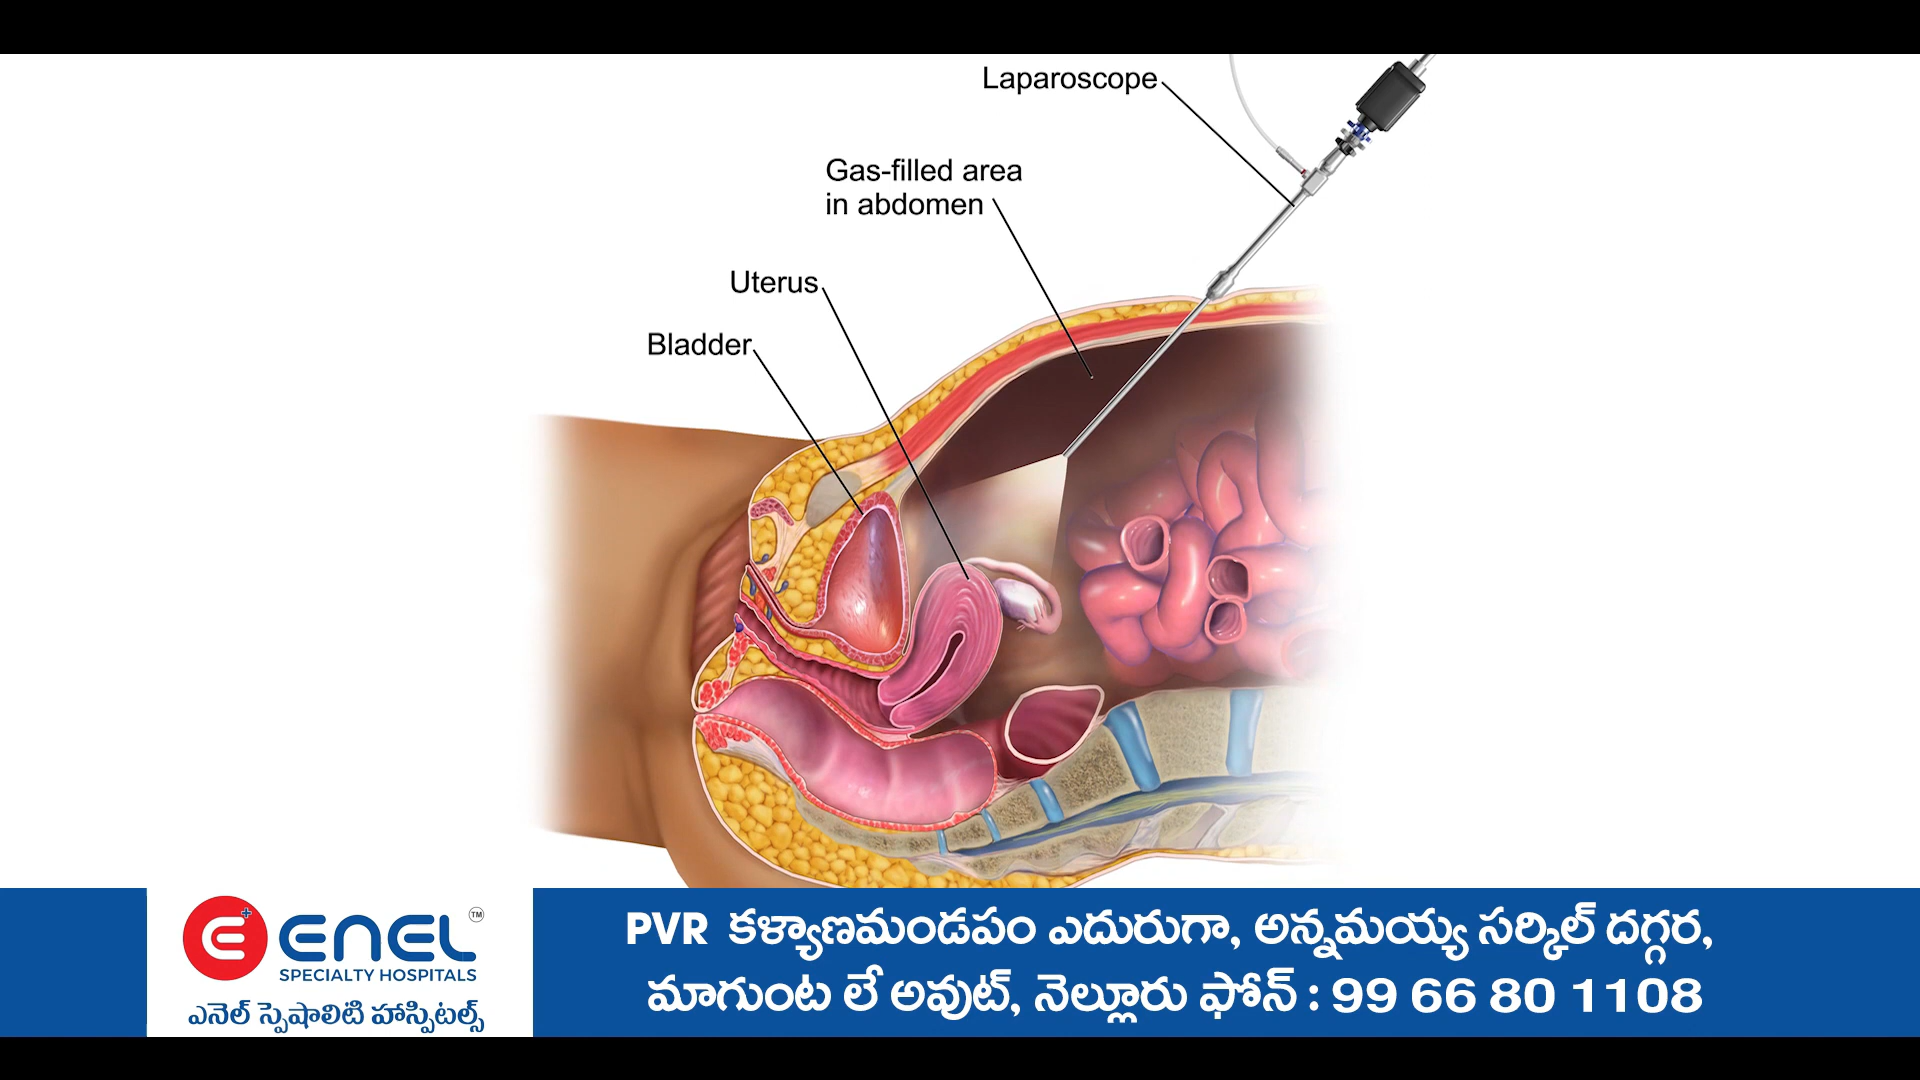 Laparoscope
Gas-filled area
in abdomen
Uterus
Bladder
ENEL™
SPECIALTY HOSPITALS
ఎనెల్ స్పెషాలిటి హాస్పిటల్స్
PVR కళ్యాణమండపం ఎదురుగా, అన్నమయ్య సర్కిల్ దగ్గర,
మాగుంట లే అవుట్, నెల్లూరు ఫోన్ : 99 66 80 1108